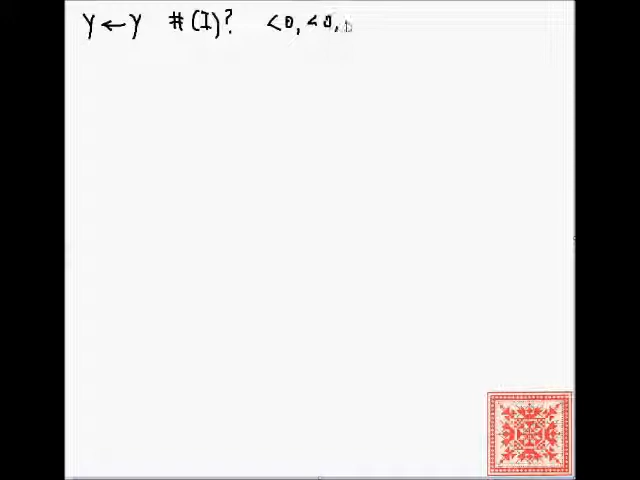 Y ← Y # (I)? <0, <0,